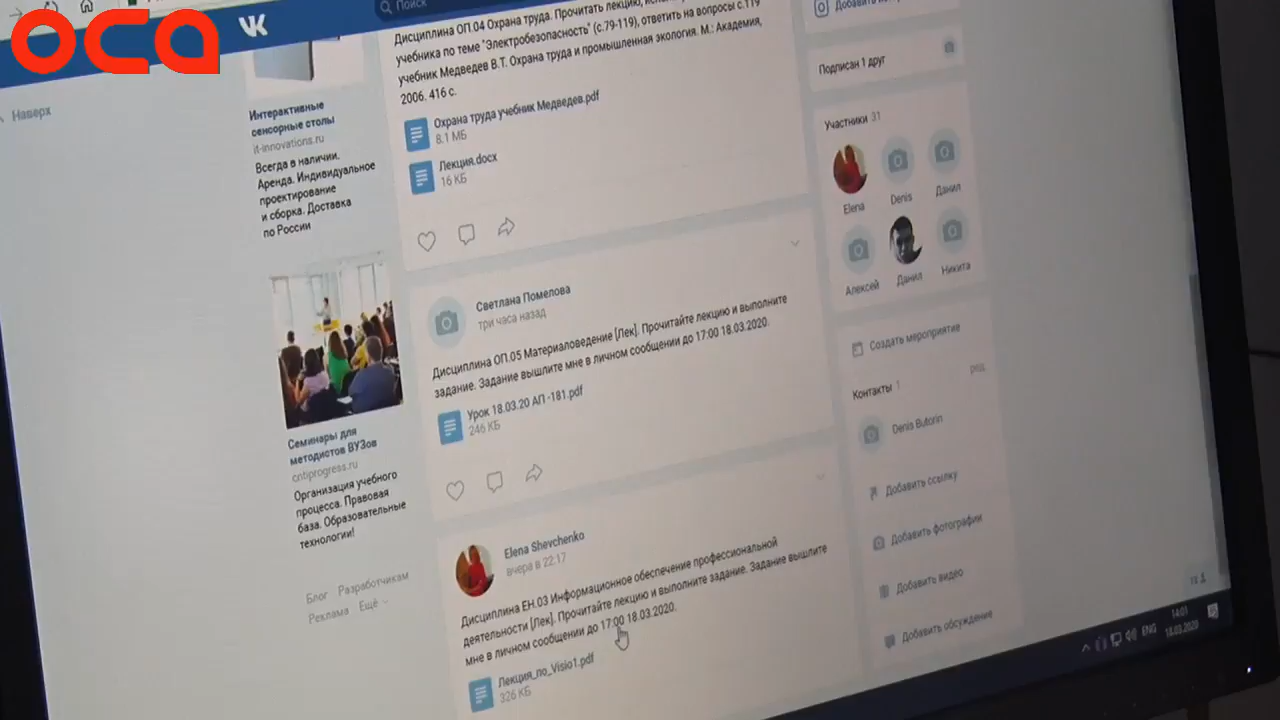 оса
Поиск
Наверх
Интерактивные
сенсорные столы
it-innovations.ru
Всегда в наличии.
Аренда. Индивидуальное
проектирование
и сборка. Доставка
по России
Семинары для
методистов ВУЗов
cntiprogress.ru
Организация учебного
процесса. Правовая
база. Образовательные
технологии!
Блог Разработчикам
Реклама Ещё
Дисциплина ОП.04 Охрана труда. Прочитать лекцию,
учебника по теме "Электробезопасность" (с.79-119), ответить на вопросы с.119
учебник Медведев В.Т. Охрана труда и промышленная экология. М.: Академия,
2006. 416 с.
Охрана труда учебник Медведев.pdf
8.1 МБ
Лекция.docx
16 КБ
Светлана Помелова
три часа назад
Дисциплина ОП.05 Материаловедение [Лек]. Прочитайте лекцию и выполните
задание. Задание вышлите мне в личном сообщении до 17:00 18.03.2020.
Урок 18.03.20 АП -181.pdf
246 КБ
Elena Shevchenko
вчера в 22:17
Дисциплина ЕН.03 Информационное обеспечение профессиональной
деятельности [Лек]. Прочитайте лекцию и выполните задание. Задание вышлите
мне в личном сообщении до 17:00 18.03.2020.
Лекция_по_Visio1.pdf
326 КБ
Добавить
Подписан 1 друг
Участники 31
Elena
Denis
Данил
Алексей
Данил
Никита
Создать мероприятие
Контакты 1
ред.
Denis Butorin
Добавить ссылку
Добавить фотографии
Добавить видео
Добавить обсуждение
ENG
14:01
18.03.2020